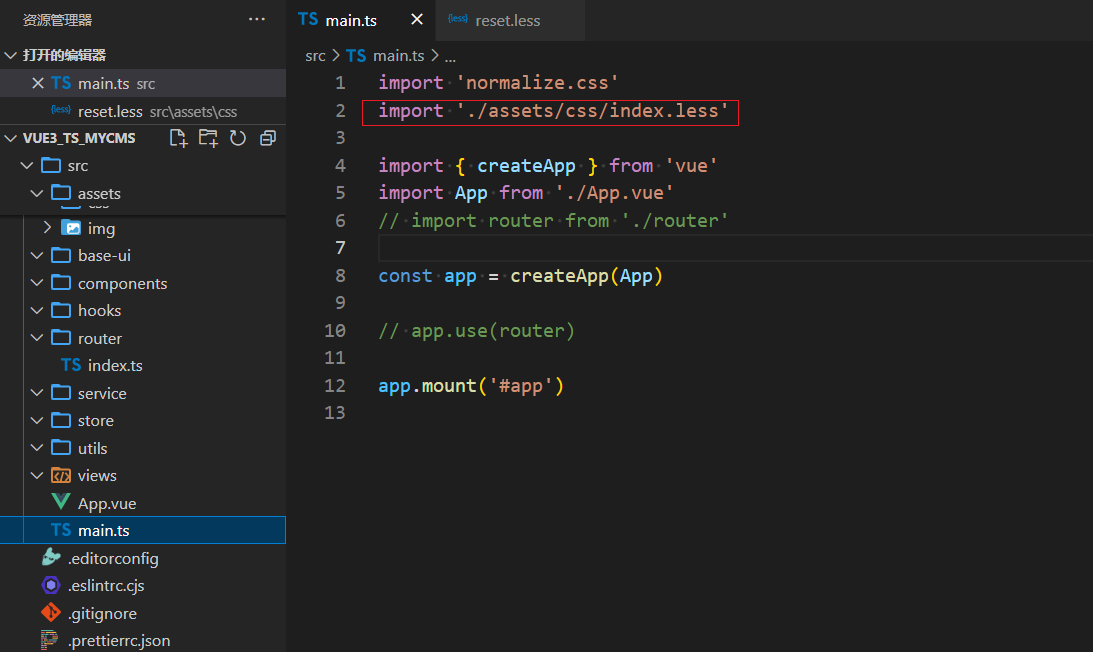 资源管理器
打开的编辑器
TS main.ts src
{less} reset.less src\assets\css
VUE3_TS_MYCMS
src
assets
img
base-ui
components
hooks
router
TS index.ts
service
store
utils
views
App.vue
TS main.ts
.editorconfig
.eslintrc.cjs
.gitignore
.prettierrc.json
TS main.ts
{less} reset.less
src > TS main.ts > ...
1 import 'normalize.css'
2 import './assets/css/index.less'
3
4 import { createApp } from 'vue'
5 import App from './App.vue'
6 // import router from './router'
7
8 const app = createApp(App)
9
10 // app.use(router)
11
12 app.mount('#app')
13